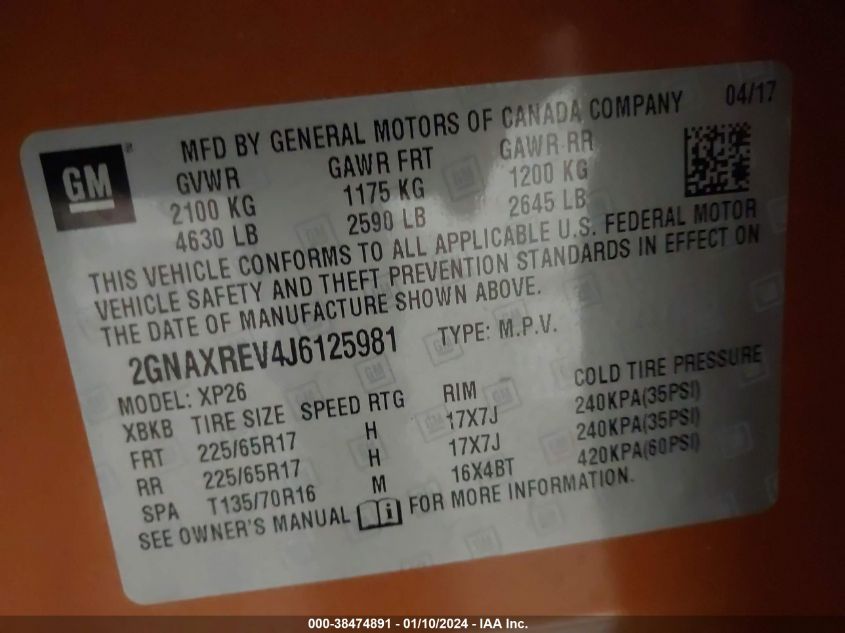 GM
MFD BY GENERAL MOTORS OF CANADA COMPANY 04/17
GVWR GAWR FRT GAWR RR
2100 KG 1175 KG 1200 KG
4630 LB 2590 LB 2645 LB
THIS VEHICLE CONFORMS TO ALL APPLICABLE U.S. FEDERAL MOTOR
VEHICLE SAFETY AND THEFT PREVENTION STANDARDS IN EFFECT ON
THE DATE OF MANUFACTURE SHOWN ABOVE.
2GNAXREV4J6125981 TYPE: M.P.V.
MODEL: XP26
XBKB TIRE SIZE SPEED RTG RIM COLD TIRE PRESSURE
FRT 225/65R17 H 17X7J 240KPA(35PSI)
RR 225/65R17 H 17X7J 240KPA(35PSI)
SPA T135/70R16 M 16X4BT 420KPA(60PSI)
SEE OWNER'S MANUAL FOR MORE INFORMATION.
000-38474891 - 01/10/2024 - IAA Inc.